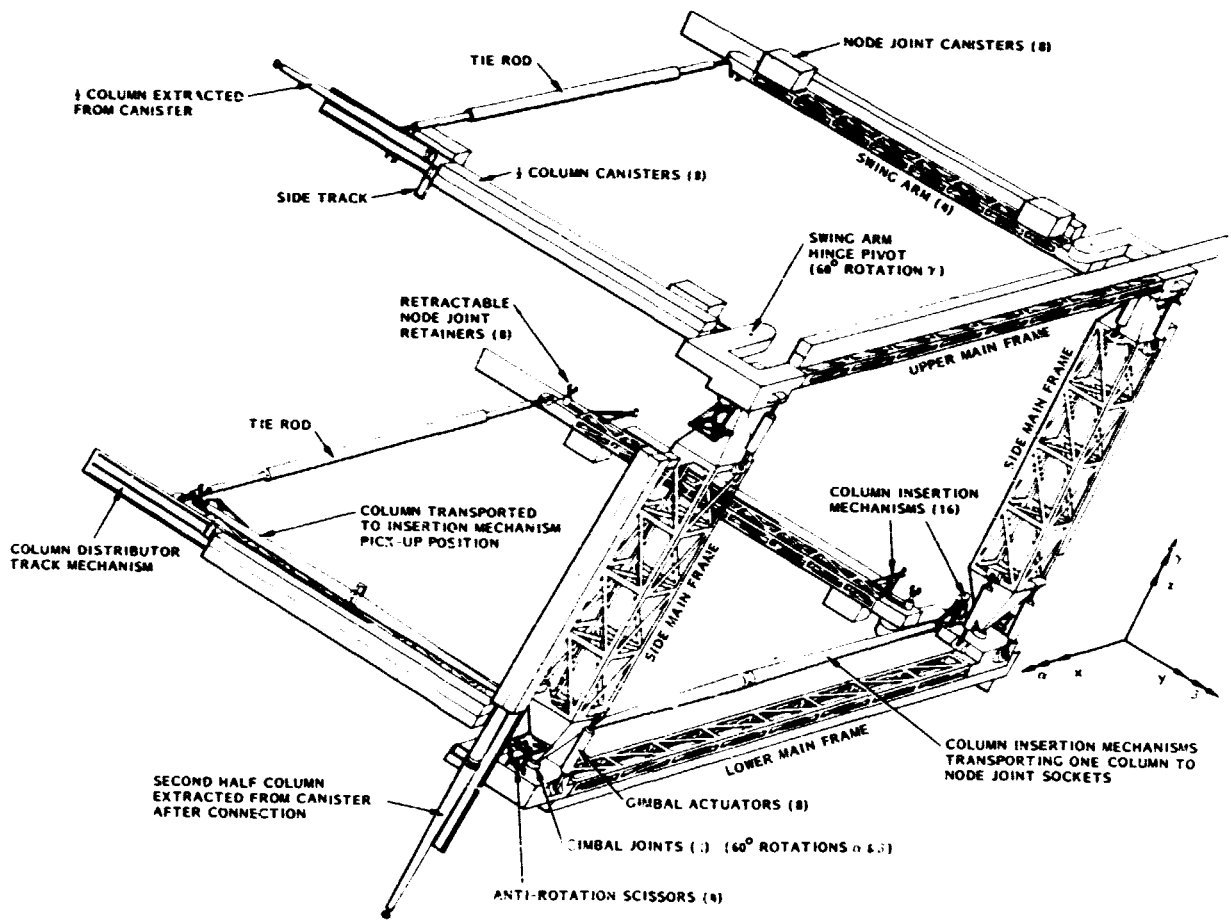 NODE JOINT CANISTERS (8)
TIE ROD
½ COLUMN EXTRACTED
FROM CANISTER
½ COLUMN CANISTERS (8)
SIDE TRACK
SWING ARM (4)
SWING ARM
HINGE PIVOT
(60° ROTATION γ)
RETRACTABLE
NODE JOINT
RETAINERS (8)
UPPER MAIN FRAME
SIDE MAIN FRAME
TIE ROD
COLUMN INSERTION
MECHANISMS (16)
COLUMN TRANSPORTED
TO INSERTION MECHANISM
PICK-UP POSITION
COLUMN DISTRIBUTOR
TRACK MECHANISM
SIDE MAIN FRAME
γ
z
α x
y
LOWER MAIN FRAME
COLUMN INSERTION MECHANISMS
TRANSPORTING ONE COLUMN TO
NODE JOINT SOCKETS
SECOND HALF COLUMN
EXTRACTED FROM CANISTER
AFTER CONNECTION
GIMBAL ACTUATORS (8)
GIMBAL JOINTS (60° ROTATIONS α &
ANTI-ROTATION SCISSORS (4)